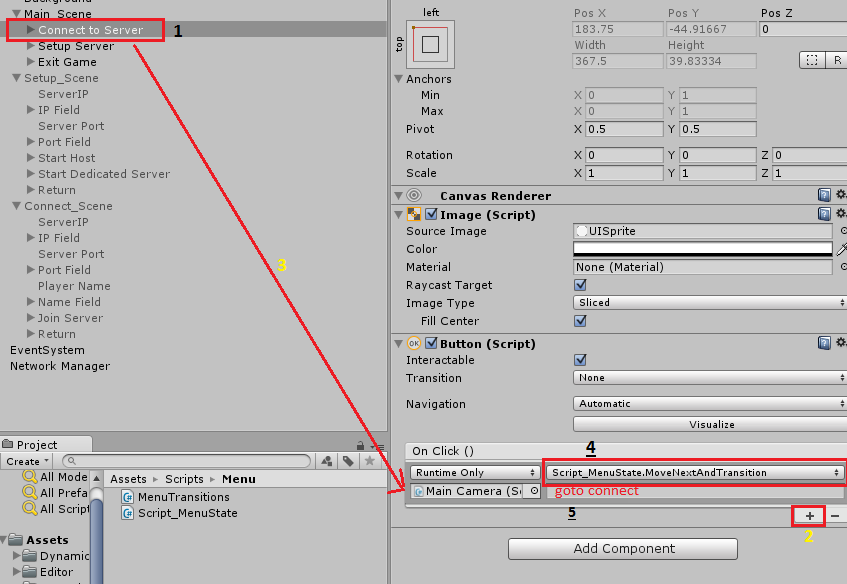 Main_Scene
Connect to Server
1
Setup Server
Exit Game
Setup_Scene
ServerIP
IP Field
Server Port
Port Field
Start Host
Start Dedicated Server
Return
Connect_Scene
ServerIP
IP Field
Server Port
Port Field
Player Name
Name Field
Join Server
Return
EventSystem
Network Manager
3
left
top
Pos X Pos Y Pos Z
183.75 -44.91667 0
Width Height
367.5 39.83334
R
Anchors
Min X 0 Y 1
Max X 0 Y 1
Pivot X 0.5 Y 0.5
Rotation X 0 Y 0 Z 0
Scale X 1 Y 1 Z 1
Canvas Renderer
Image (Script)
Source Image UISprite
Color
Material None (Material)
Raycast Target
Image Type Sliced
Fill Center
OK Button (Script)
Interactable
Transition None
Navigation Automatic
Visualize
On Click ()
4
Runtime Only Script_MenuState.MoveNextAndTransition
Main Camera (Sc goto connect
5
+ −
2
Add Component
Project
Create
All Mode
All Prefa
All Script
Assets
Dynamic
Editor
Assets Scripts Menu
MenuTransitions
Script_MenuState